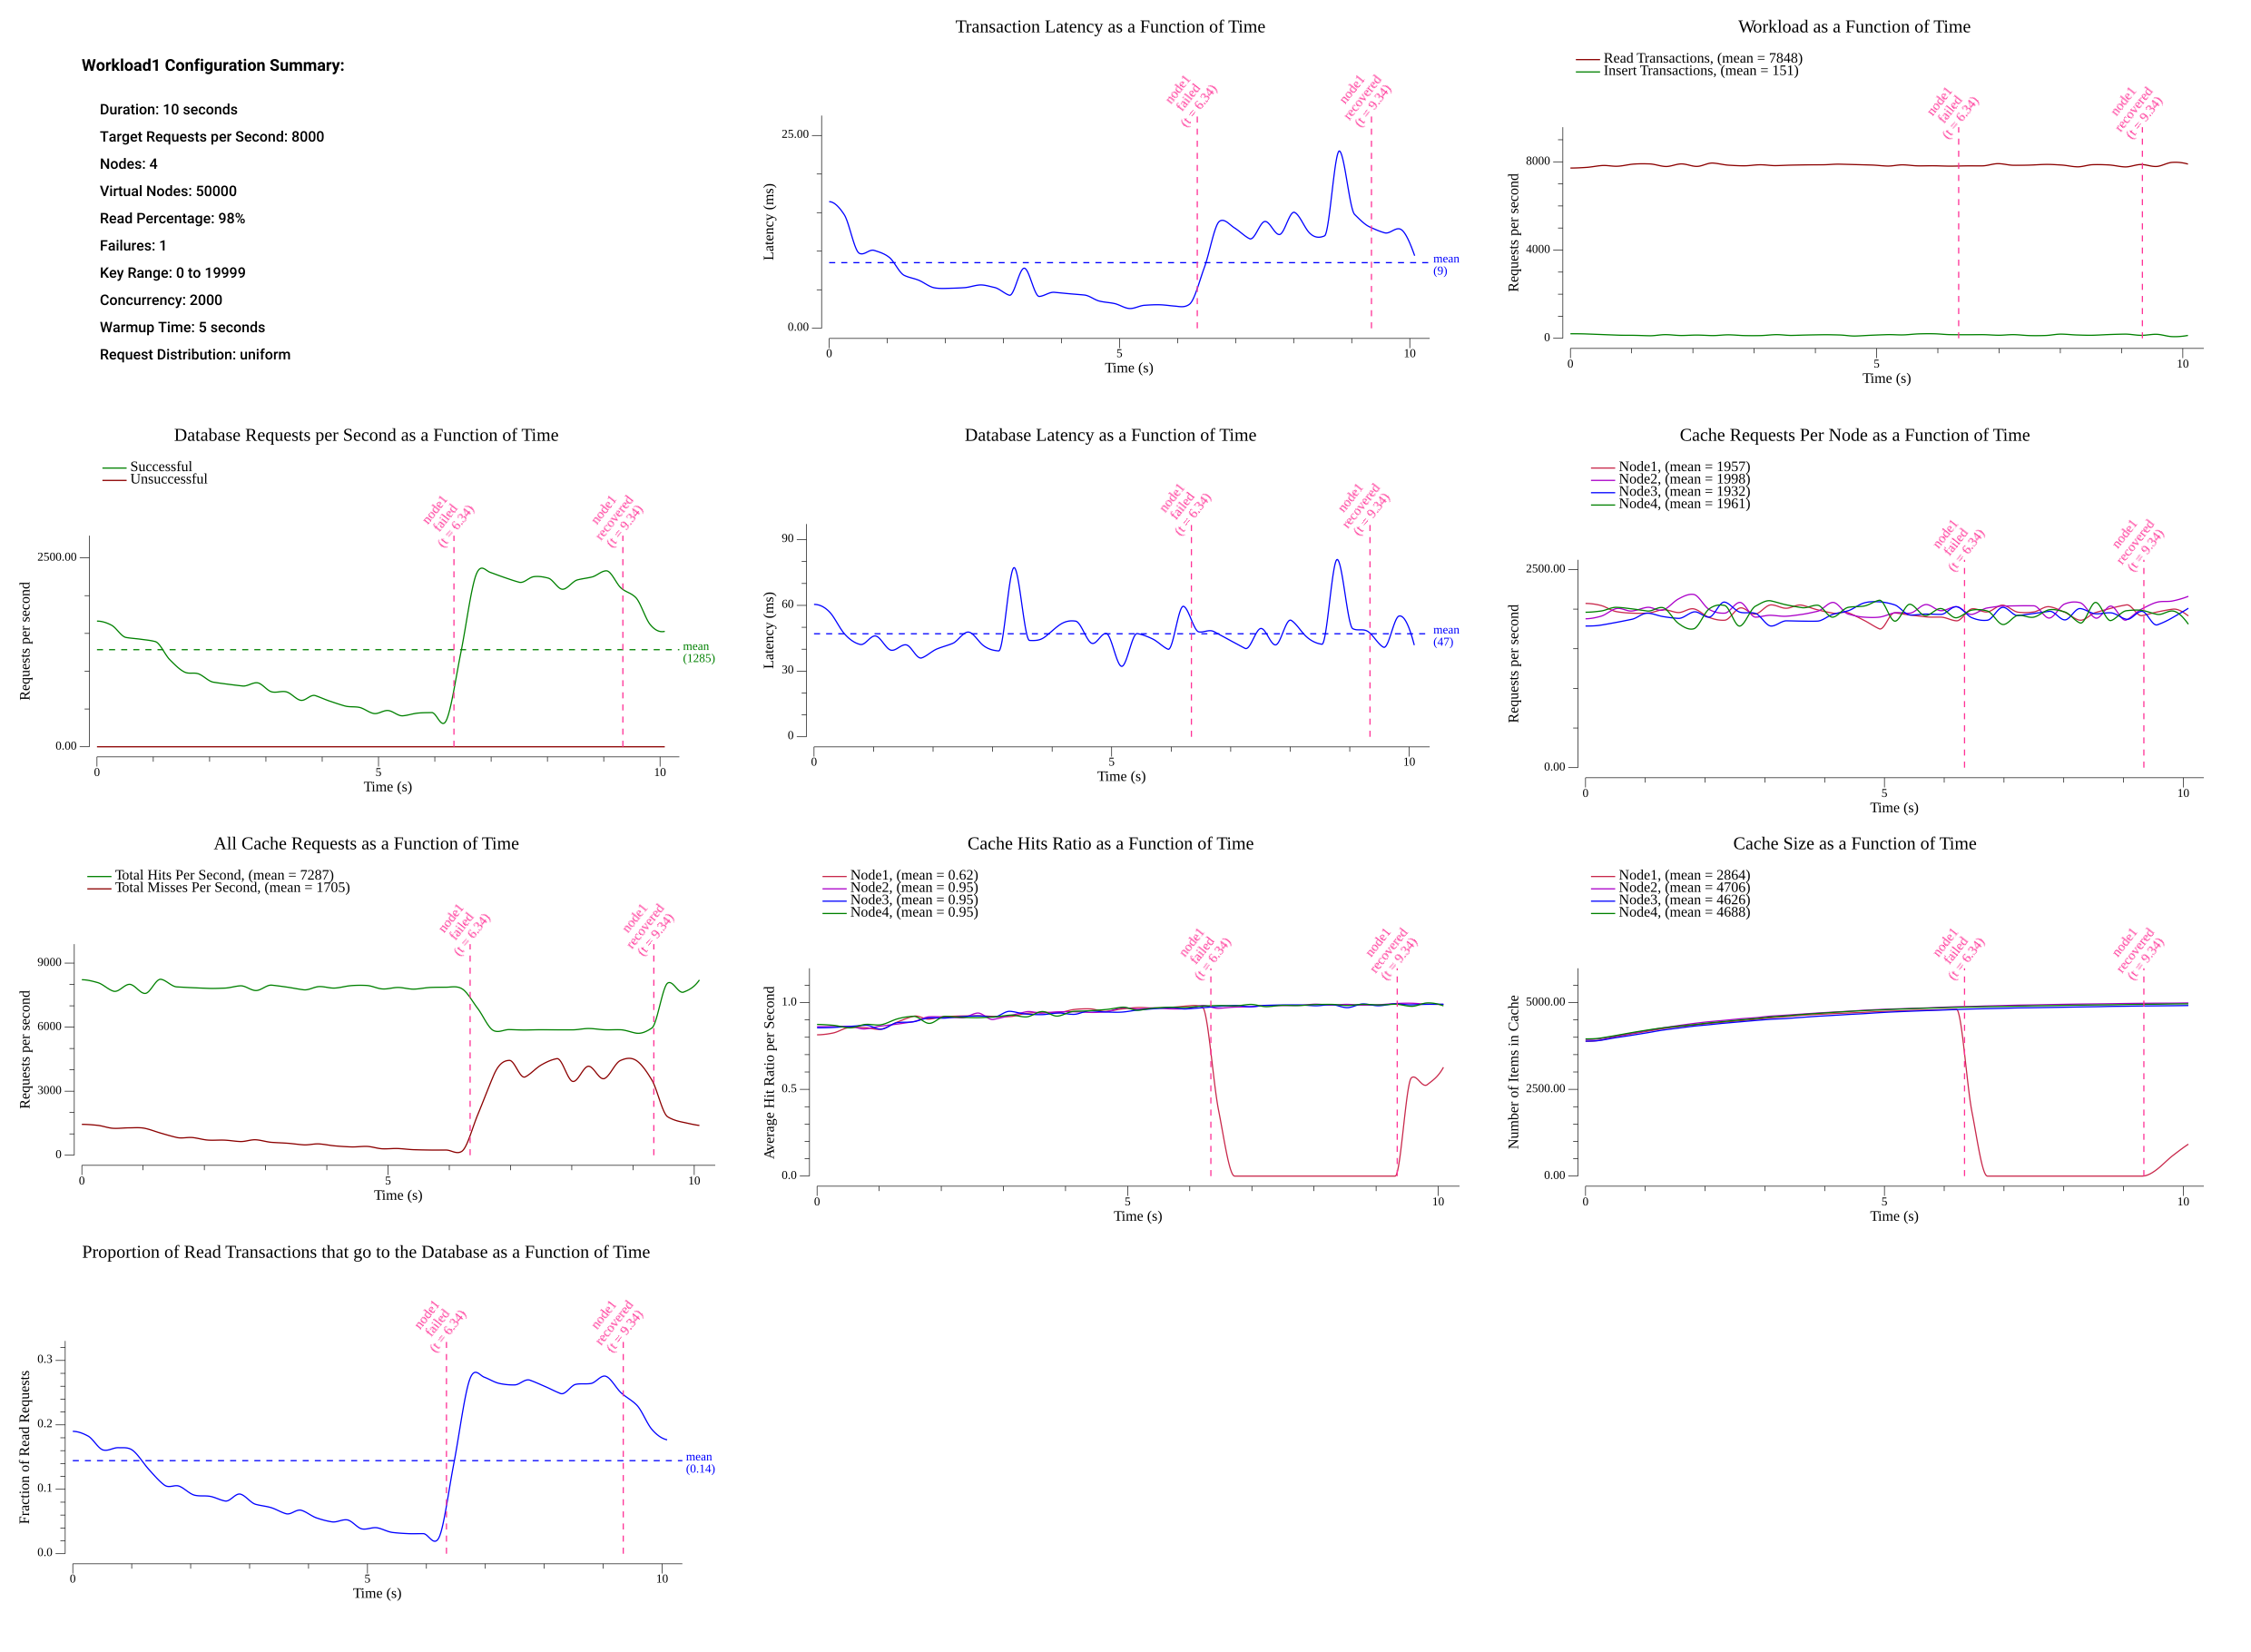 Workload1 Configuration Summary:
Duration: 10 seconds
Target Requests per Second: 8000
Nodes: 4
Virtual Nodes: 50000
Read Percentage: 98%
Failures: 1
Key Range: 0 to 19999
Concurrency: 2000
Warmup Time: 5 seconds
Request Distribution: uniform
Transaction Latency as a Function of Time
node1
failed
(t = 6.34)
node1
recovered
(t = 9.34)
25.00
0.00
Latency (ms)
mean
(9)
0 5 10
Time (s)
Workload as a Function of Time
Read Transactions, (mean = 7848)
Insert Transactions, (mean = 151)
node1
failed
(t = 6.34)
node1
recovered
(t = 9.34)
8000
4000
0
Requests per second
0 5 10
Time (s)
Database Requests per Second as a Function of Time
Successful
Unsuccessful
node1
failed
(t = 6.34)
node1
recovered
(t = 9.34)
2500.00
0.00
Requests per second
mean
(1285)
0 5 10
Time (s)
Database Latency as a Function of Time
node1
failed
(t = 6.34)
node1
recovered
(t = 9.34)
90
60
30
0
Latency (ms)
mean
(47)
0 5 10
Time (s)
Cache Requests Per Node as a Function of Time
Node1, (mean = 1957)
Node2, (mean = 1998)
Node3, (mean = 1932)
Node4, (mean = 1961)
node1
failed
(t = 6.34)
node1
recovered
(t = 9.34)
2500.00
0.00
Requests per second
0 5 10
Time (s)
All Cache Requests as a Function of Time
Total Hits Per Second, (mean = 7287)
Total Misses Per Second, (mean = 1705)
node1
failed
(t = 6.34)
node1
recovered
(t = 9.34)
9000
6000
3000
0
Requests per second
0 5 10
Time (s)
Cache Hits Ratio as a Function of Time
Node1, (mean = 0.62)
Node2, (mean = 0.95)
Node3, (mean = 0.95)
Node4, (mean = 0.95)
node1
failed
(t = 6.34)
node1
recovered
(t = 9.34)
1.0
0.5
0.0
Average Hit Ratio per Second
0 5 10
Time (s)
Cache Size as a Function of Time
Node1, (mean = 2864)
Node2, (mean = 4706)
Node3, (mean = 4626)
Node4, (mean = 4688)
node1
failed
(t = 6.34)
node1
recovered
(t = 9.34)
5000.00
2500.00
0.00
Number of Items in Cache
0 5 10
Time (s)
Proportion of Read Transactions that go to the Database as a Function of Time
node1
failed
(t = 6.34)
node1
recovered
(t = 9.34)
0.3
0.2
0.1
0.0
Fraction of Read Requests
mean
(0.14)
0 5 10
Time (s)